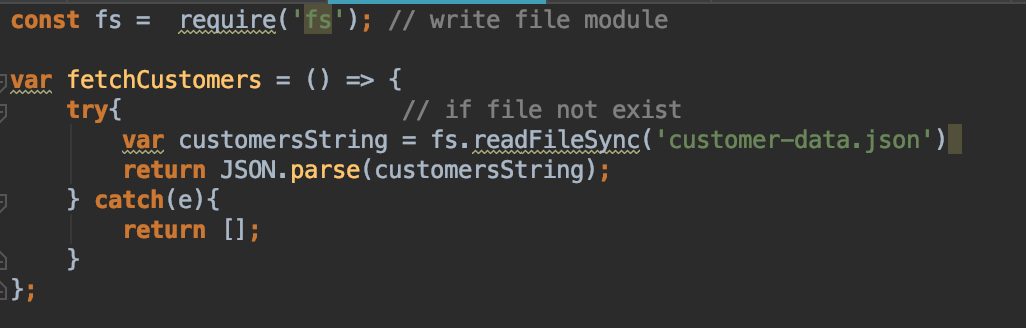 const fs =  require('fs'); // write file module
var fetchCustomers = () => {
try{                    // if file not exist
var customersString = fs.readFileSync('customer-data.json')
return JSON.parse(customersString);
} catch(e){
return [];
}
};